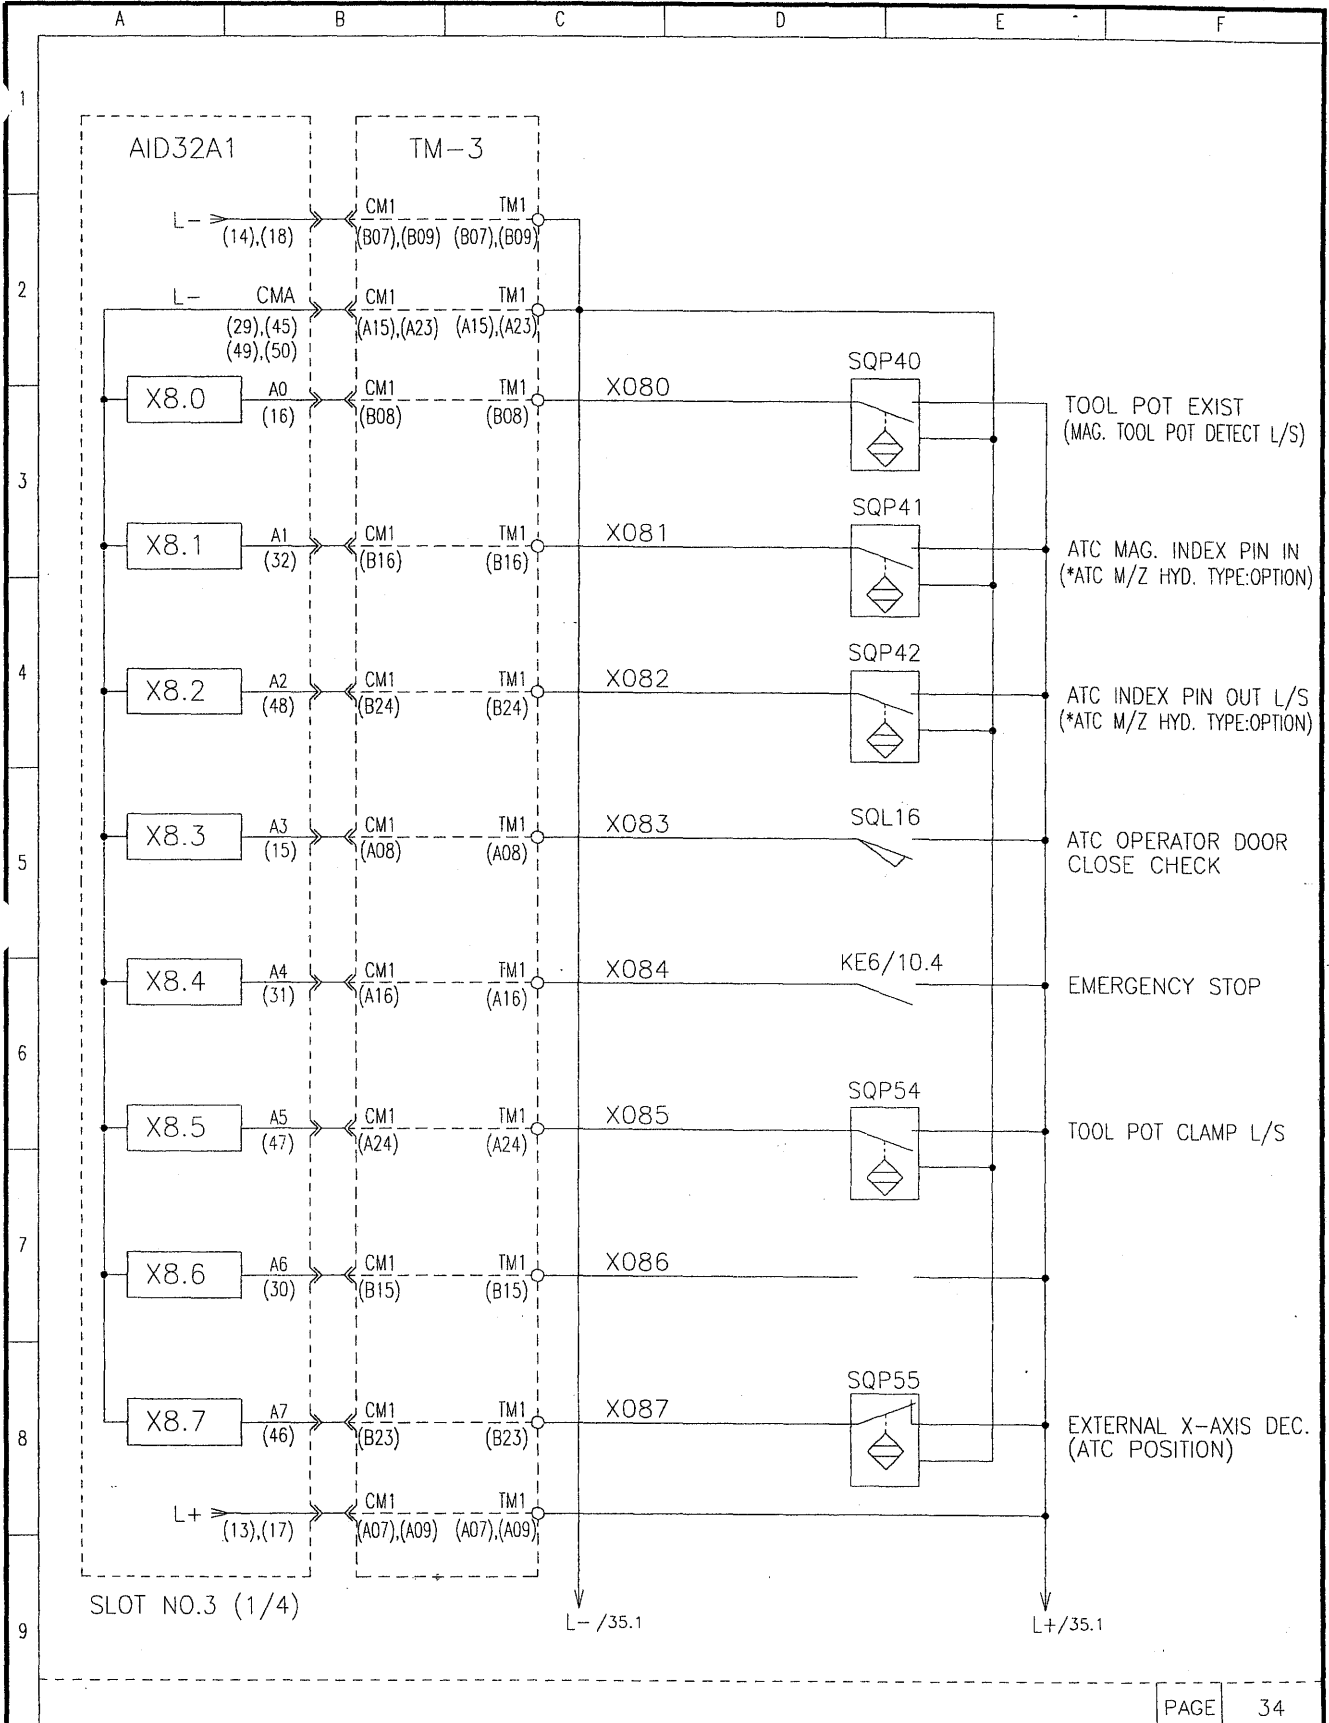 A B C D E F
1
AID32A1 TM-3
L- CM1 TM1
(14),(18) (B07),(B09) (B07),(B09)
2
L- CMA CM1 TM1
(29),(45) (A15),(A23) (A15),(A23)
(49),(50)
SQP40
X8.0 A0 CM1 TM1 X080
(16) (B08) (B08)
TOOL POT EXIST
(MAG. TOOL POT DETECT L/S)
3
SQP41
X8.1 A1 CM1 TM1 X081
(32) (B16) (B16)
ATC MAG. INDEX PIN IN
(*ATC M/Z HYD. TYPE:OPTION)
4
SQP42
X8.2 A2 CM1 TM1 X082
(48) (B24) (B24)
ATC INDEX PIN OUT L/S
(*ATC M/Z HYD. TYPE:OPTION)
SQL16
X8.3 A3 CM1 TM1 X083
(15) (A08) (A08)
ATC OPERATOR DOOR
CLOSE CHECK
5
KE6/10.4
X8.4 A4 CM1 TM1 X084
(31) (A16) (A16)
EMERGENCY STOP
6
SQP54
X8.5 A5 CM1 TM1 X085
(47) (A24) (A24)
TOOL POT CLAMP L/S
7
X8.6 A6 CM1 TM1 X086
(30) (B15) (B15)
SQP55
X8.7 A7 CM1 TM1 X087
(46) (B23) (B23)
EXTERNAL X-AXIS DEC.
(ATC POSITION)
8
L+ CM1 TM1
(13),(17) (A07),(A09) (A07),(A09)
SLOT NO.3 (1/4)
L- /35.1 L+/35.1
9
PAGE 34